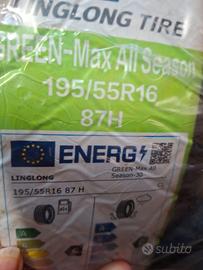 LINGLONG TIRE
GREEN-Max All Season
195/55R16
87H
ENERG
LINGLONG
GREEN-Max All
Season-30
195/55R16 87 H
A
A
B
subito